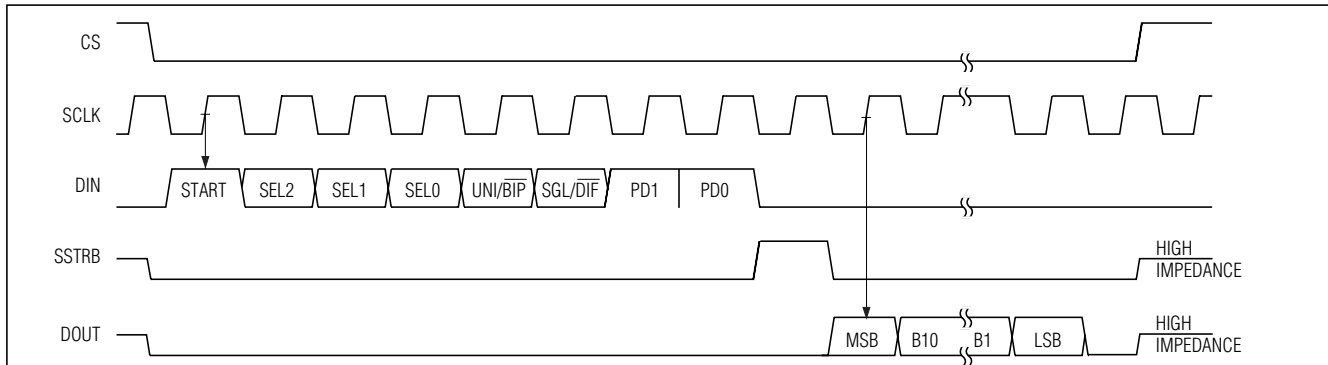 CS
SCLK
DIN
START SEL2 SEL1 SEL0 UNI/BIP SGL/DIF PD1 PD0
SSTRB
HIGH
IMPEDANCE
DOUT
MSB B10 B1 LSB
HIGH
IMPEDANCE